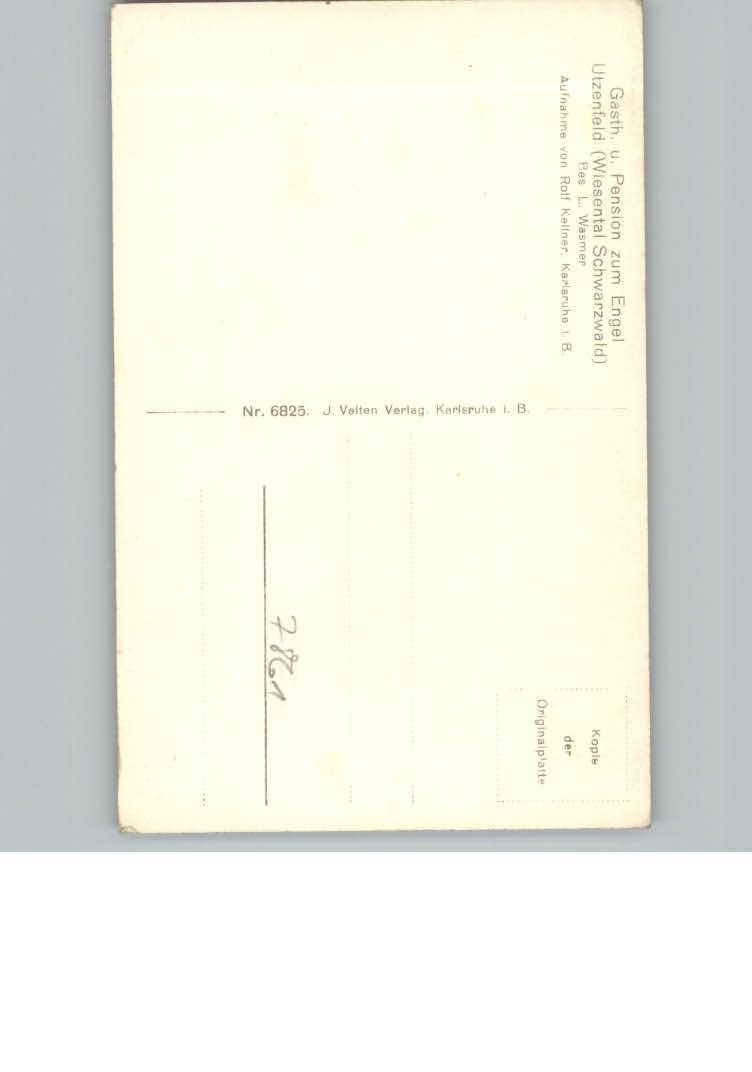 Gasth. u. Pension zum Engel
Utzenfeld (Wiesental Schwarzwald)
Bes L. Wasmer
Aufnahme von Rolf Kellner, Karlsruhe i. B.
Nr. 6825. J. Velten Verlag. Karlsruhe i. B.
Kopie
der
Originalplatte
7861